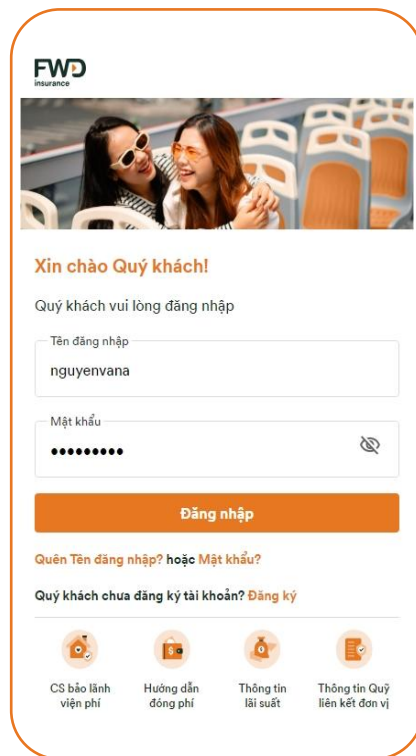 FWD
insurance
Xin chào Quý khách!
Quý khách vui lòng đăng nhập
Tên đăng nhập
nguyenvana
Mật khẩu
•••••••••
Đăng nhập
Quên Tên đăng nhập? hoặc Mật khẩu?
Quý khách chưa đăng ký tài khoản? Đăng ký
CS bảo lãnh
viện phí
Hướng dẫn
đóng phí
Thông tin
lãi suất
Thông tin Quỹ
liên kết đơn vị